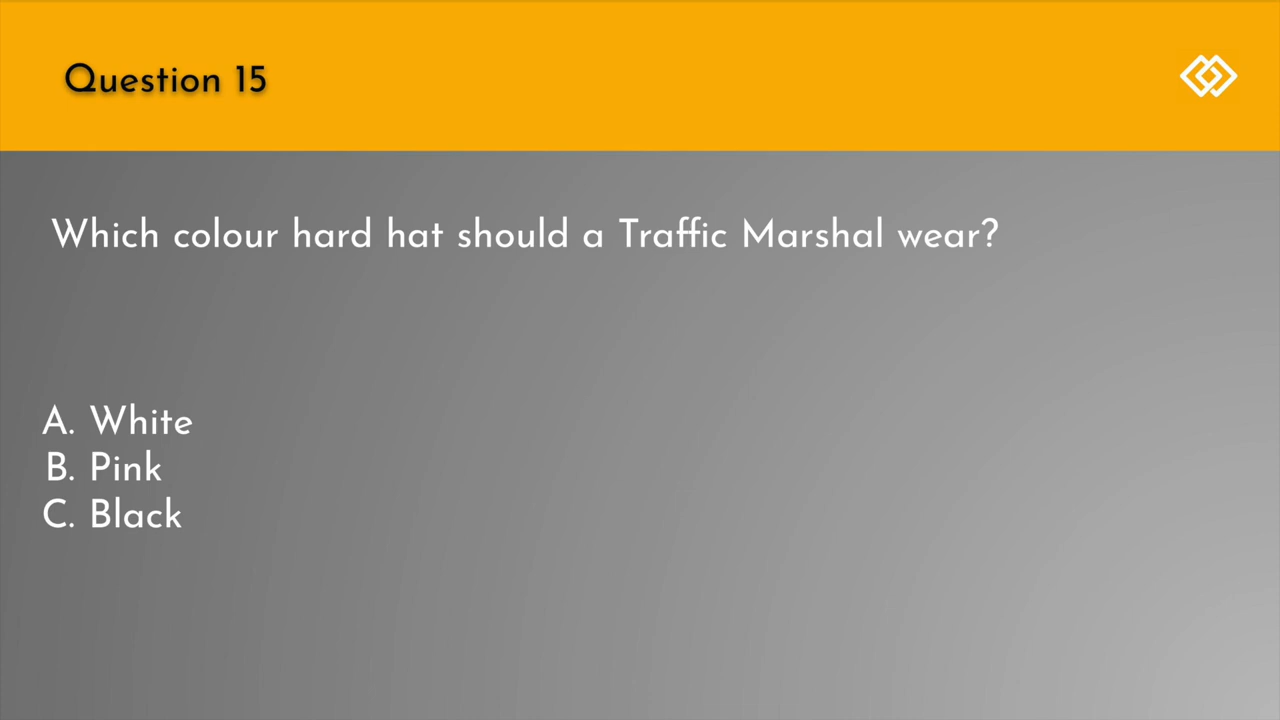 Question 15
Which colour hard hat should a Traffic Marshal wear?
A. White
B. Pink
C. Black